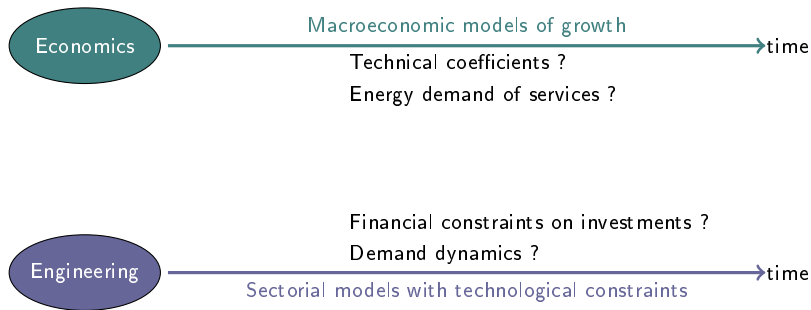 Macroeconomic models of growth
Economics
time
Technical coefficients ?
Energy demand of services ?
Financial constraints on investments ?
Demand dynamics ?
Engineering
time
Sectorial models with technological constraints